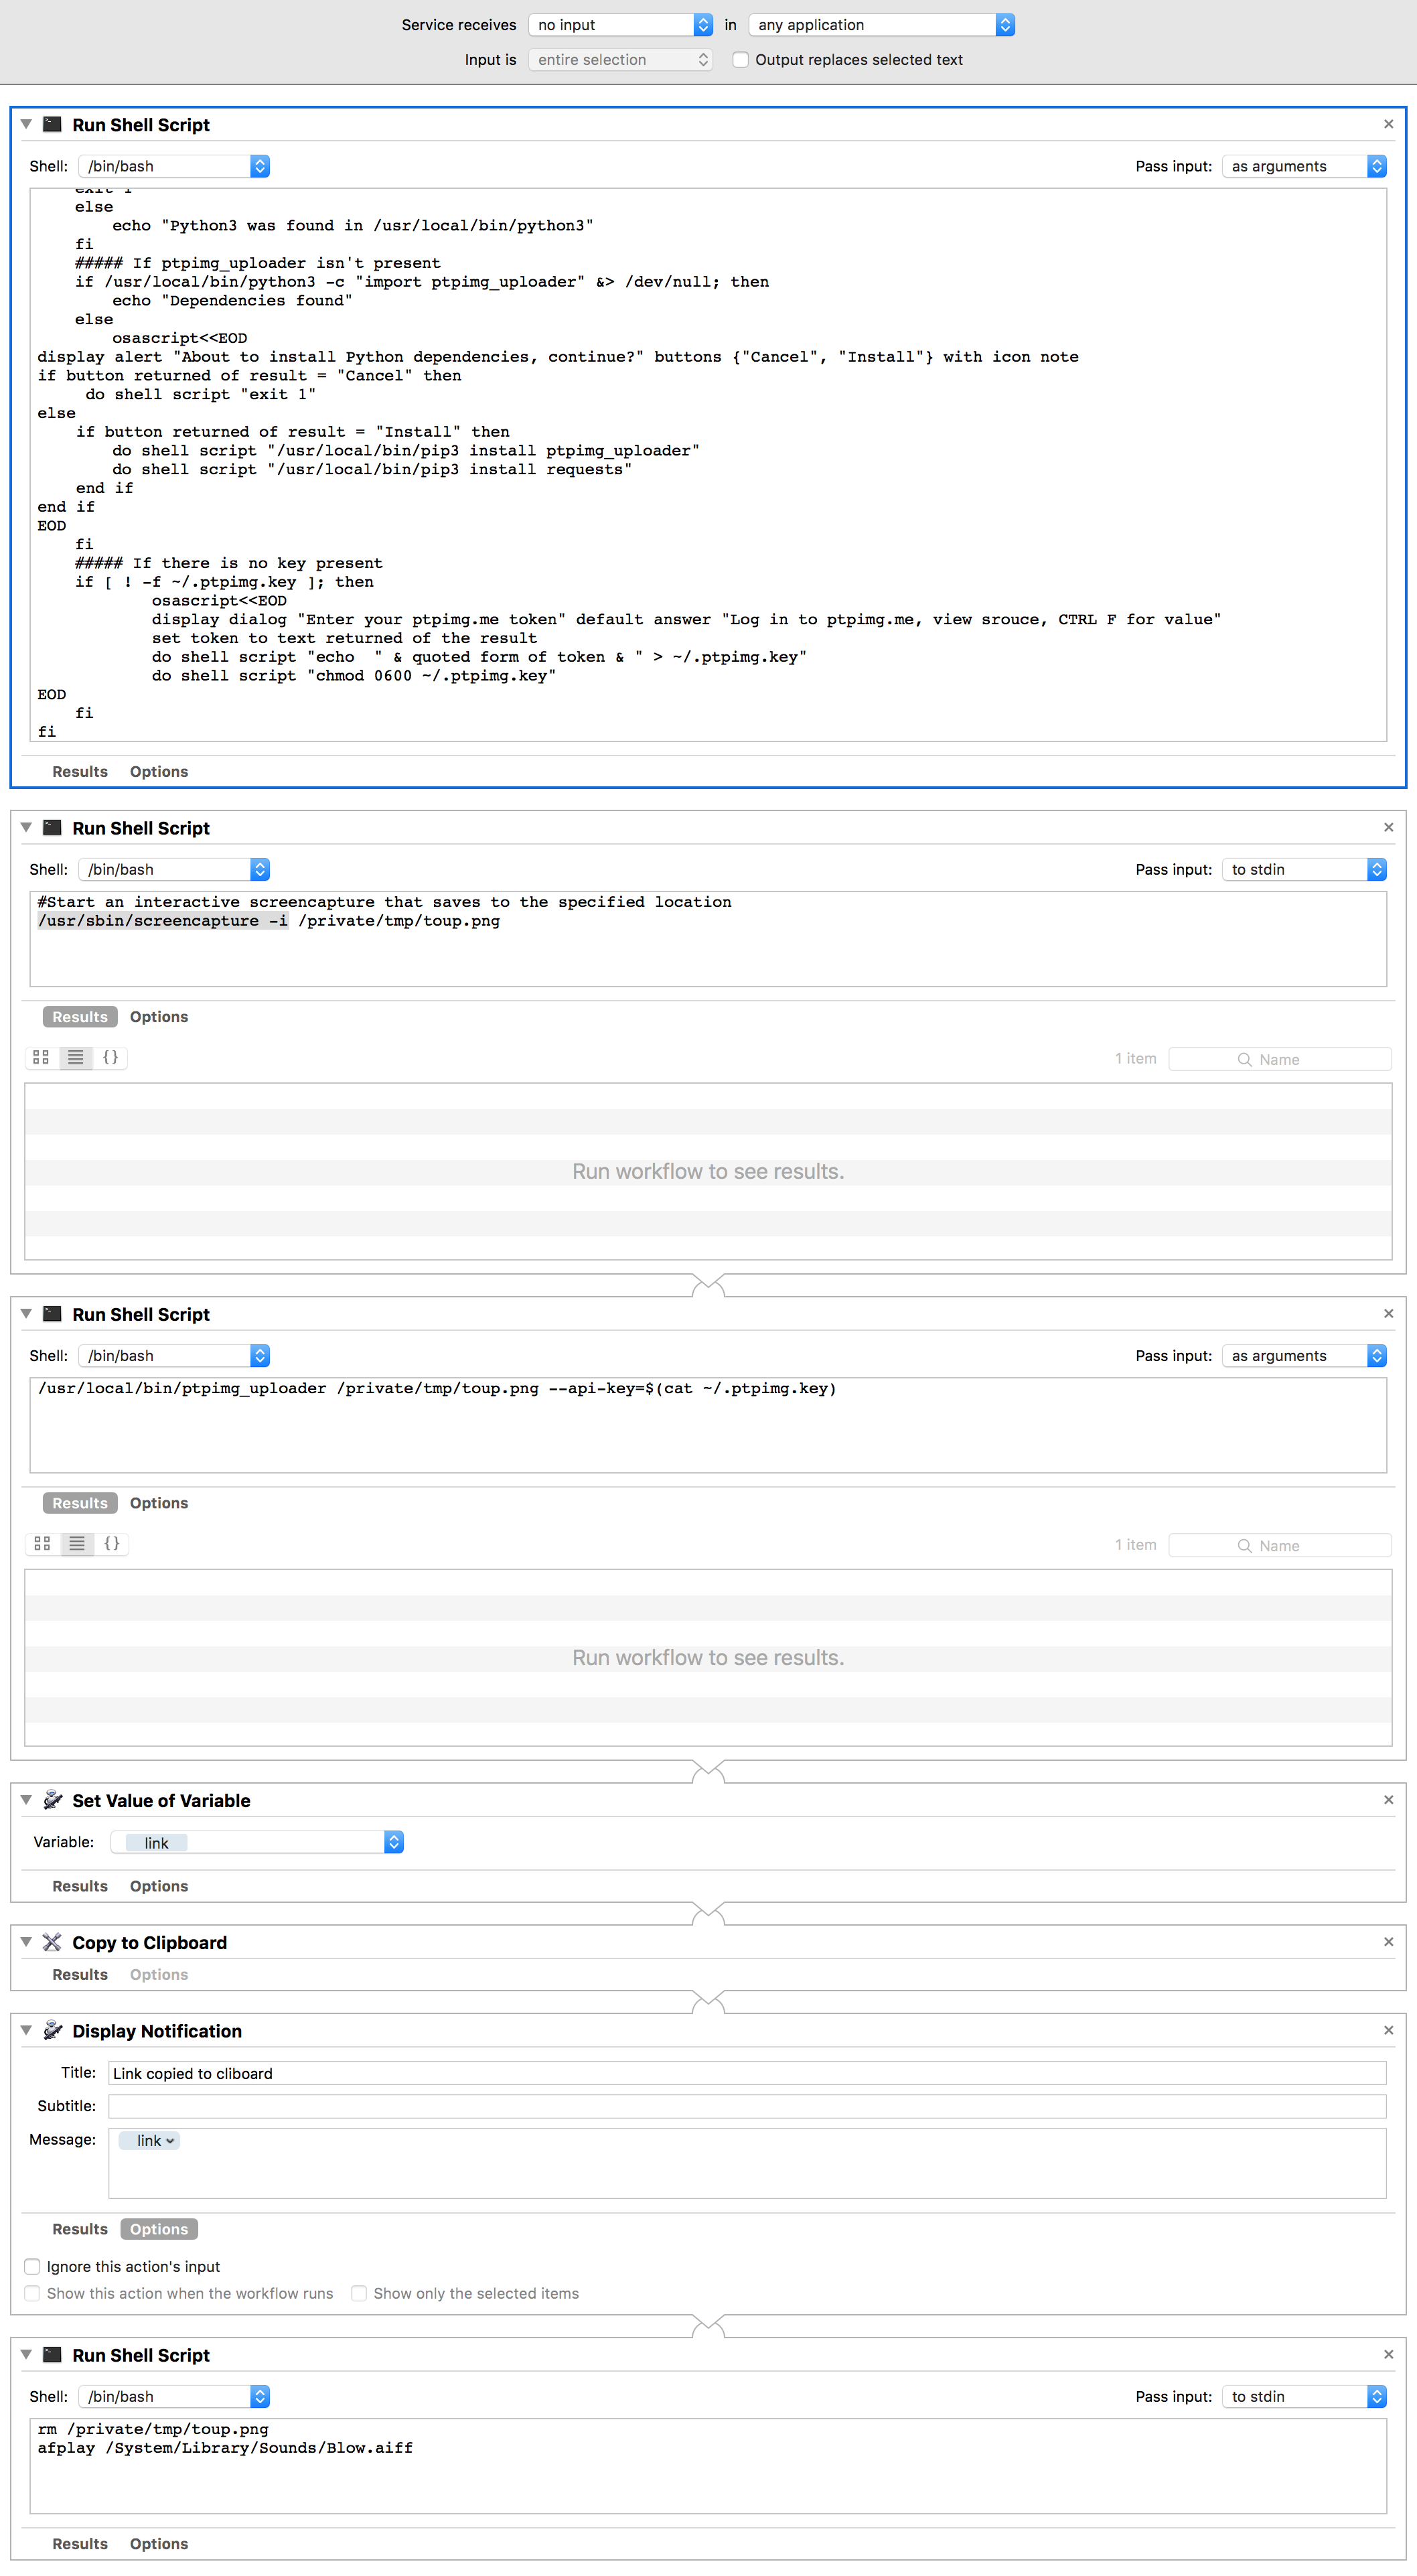 Service receives no input in any application
Input is entire selection Output replaces selected text
Run Shell Script
Shell: /bin/bash Pass input: as arguments
exit 1
else
echo "Python3 was found in /usr/local/bin/python3"
fi
##### If ptpimg_uploader isn't present
if /usr/local/bin/python3 -c "import ptpimg_uploader" &> /dev/null; then
echo "Dependencies found"
else
osascript<<EOD
display alert "About to install Python dependencies, continue?" buttons {"Cancel", "Install"} with icon note
if button returned of result = "Cancel" then
do shell script "exit 1"
else
if button returned of result = "Install" then
do shell script "/usr/local/bin/pip3 install ptpimg_uploader"
do shell script "/usr/local/bin/pip3 install requests"
end if
end if
EOD
fi
##### If there is no key present
if [ ! -f ~/.ptpimg.key ]; then
osascript<<EOD
display dialog "Enter your ptpimg.me token" default answer "Log in to ptpimg.me, view srouce, CTRL F for value"
set token to text returned of the result
do shell script "echo  " & quoted form of token & " > ~/.ptpimg.key"
do shell script "chmod 0600 ~/.ptpimg.key"
EOD
fi
fi
Results Options
Run Shell Script
Shell: /bin/bash Pass input: to stdin
#Start an interactive screencapture that saves to the specified location
/usr/sbin/screencapture -i /private/tmp/toup.png
Results Options
{} 1 item Name
Run workflow to see results.
Run Shell Script
Shell: /bin/bash Pass input: as arguments
/usr/local/bin/ptpimg_uploader /private/tmp/toup.png --api-key=$(cat ~/.ptpimg.key)
Results Options
{} 1 item Name
Run workflow to see results.
Set Value of Variable
Variable: link
Results Options
Copy to Clipboard
Results Options
Display Notification
Title: Link copied to cliboard
Subtitle:
Message: link
Results Options
Ignore this action's input
Show this action when the workflow runs Show only the selected items
Run Shell Script
Shell: /bin/bash Pass input: to stdin
rm /private/tmp/toup.png
afplay /System/Library/Sounds/Blow.aiff
Results Options